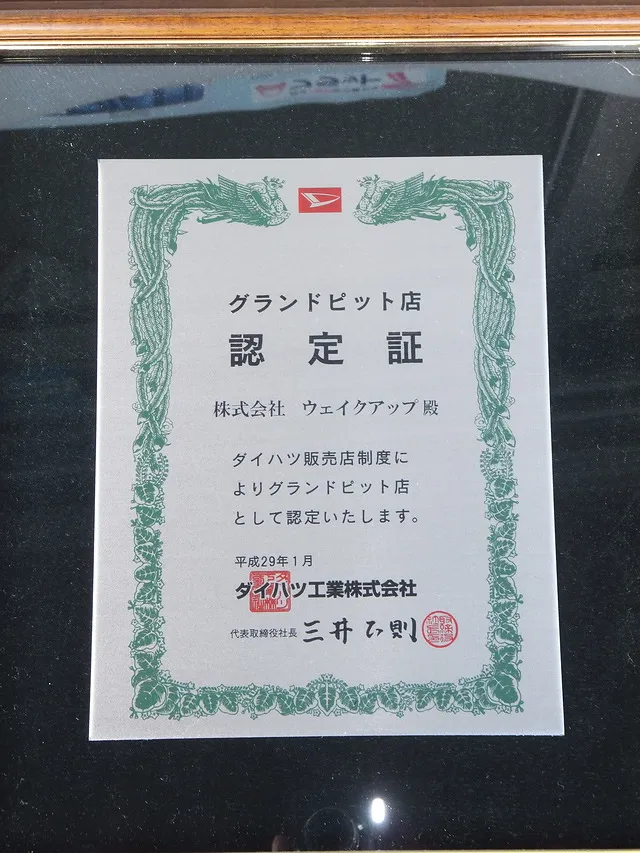 グランドピット店
認定証
株式会社 ウェイクアップ殿
ダイハツ販売店制度に
よりグランドピット店
として認定いたします。
平成29年1月
ダイハツ工業株式会社
代表取締役社長 三井正則